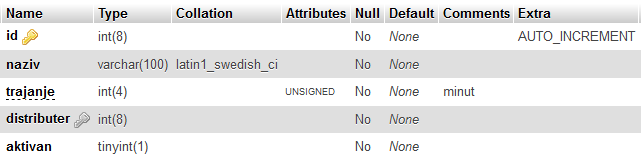 Name Type Collation Attributes Null Default Comments Extra
id int(8) No None AUTO_INCREMENT
naziv varchar(100) latin1_swedish_ci No None
trajanje int(4) UNSIGNED No None minut
distributer int(8) No None
aktivan tinyint(1) No None